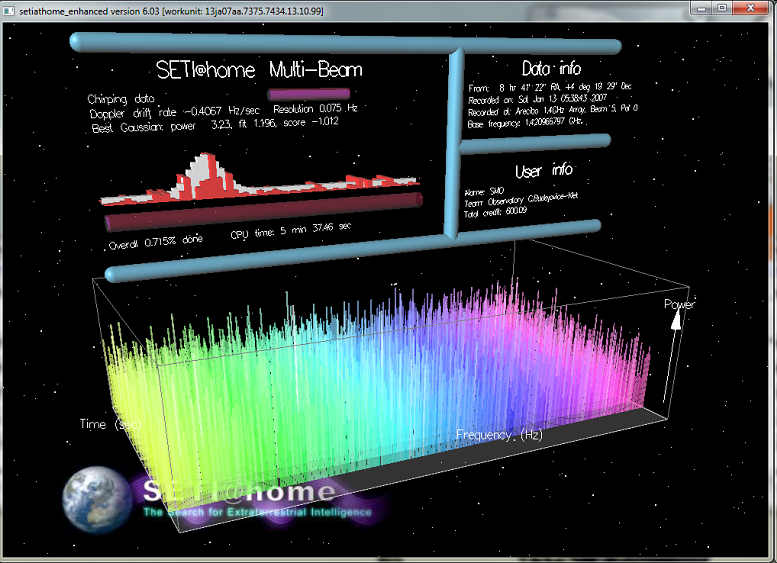 setiathome_enhanced version 6.03 [workunit: 13ja07aa.7375.7434.13.10.99]
SETI@home Multi-Beam
Chirping data
Doppler drift rate -0.4067 Hz/sec Resolution 0.075 Hz
Best Gaussian: power 3.23, fit 1.196, score -1.012
Overall 0.715% done CPU time: 5 min 37.46 sec
Data info
From: 8 hr 41' 22" RA, +4 deg 19' 29" Dec
Recorded on: Sat Jan 13 05:38:43 2007
Recorded at: Arecibo 1.4GHz Array, Beam 5, Pol 0
Base frequency: 1.420965797 GHz
User info
Name: SMO
Team: Observatory C.Budejovice-Klet
Total credit: 600.09
Power
Time (sec)
Frequency (Hz)
SETI@home
The Search for Extraterrestrial Intelligence